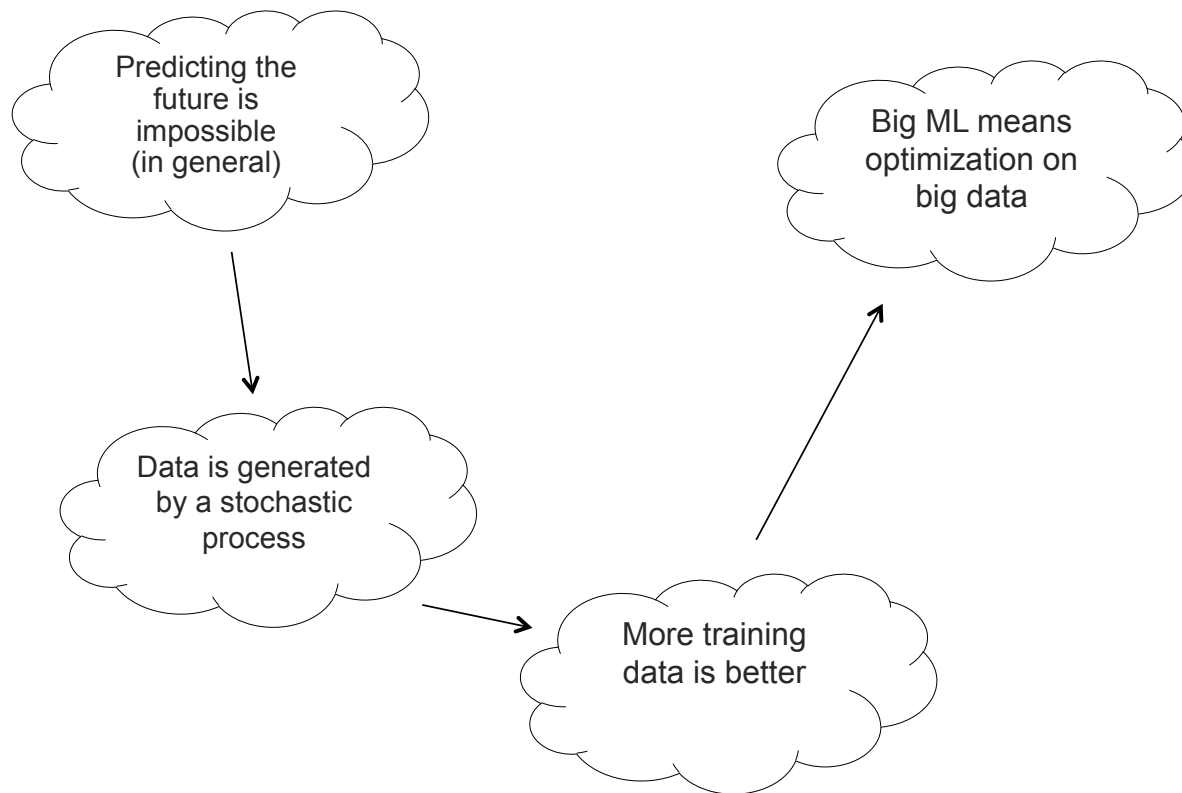 Predicting the
future is
impossible
(in general)
Data is generated
by a stochastic
process
More training
data is better
Big ML means
optimization on
big data